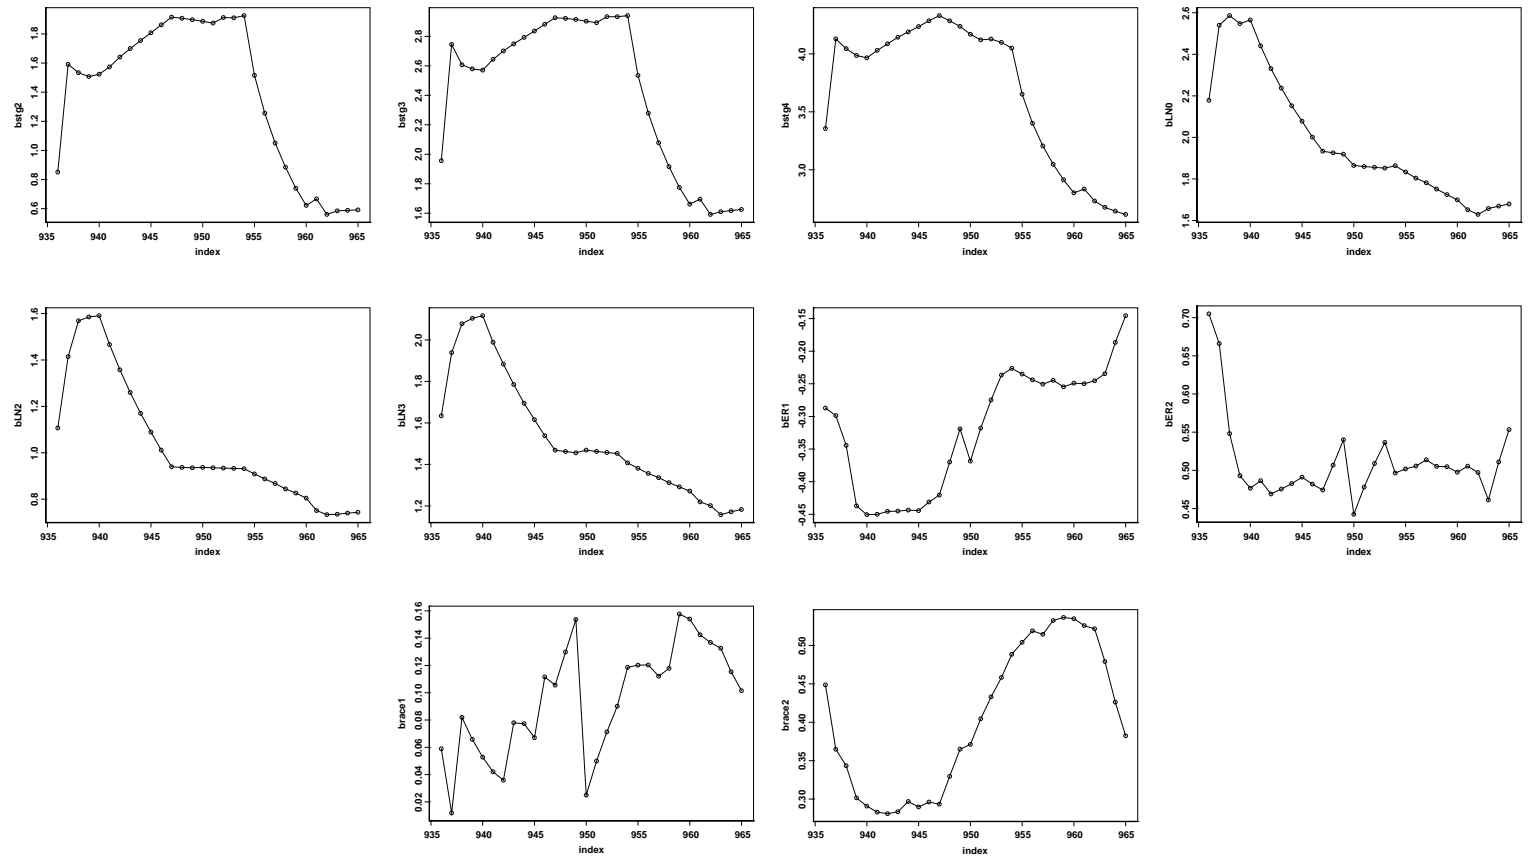 bstg2
0.6 0.8 1.0 1.2 1.4 1.6 1.8
935 940 945 950 955 960 965
index
bstg3
1.6 1.8 2.0 2.2 2.4 2.6 2.8
935 940 945 950 955 960 965
index
bstg4
3.0 3.5 4.0
935 940 945 950 955 960 965
index
bLN0
1.6 1.8 2.0 2.2 2.4 2.6
935 940 945 950 955 960 965
index
bLN2
0.8 1.0 1.2 1.4 1.6
935 940 945 950 955 960 965
index
bLN3
1.2 1.4 1.6 1.8 2.0
935 940 945 950 955 960 965
index
bER1
-0.45 -0.40 -0.35 -0.30 -0.25 -0.20 -0.15
935 940 945 950 955 960 965
index
bER2
0.45 0.50 0.55 0.60 0.65 0.70
935 940 945 950 955 960 965
index
brace1
0.02 0.04 0.06 0.08 0.10 0.12 0.14 0.16
935 940 945 950 955 960 965
index
brace2
0.30 0.35 0.40 0.45 0.50
935 940 945 950 955 960 965
index